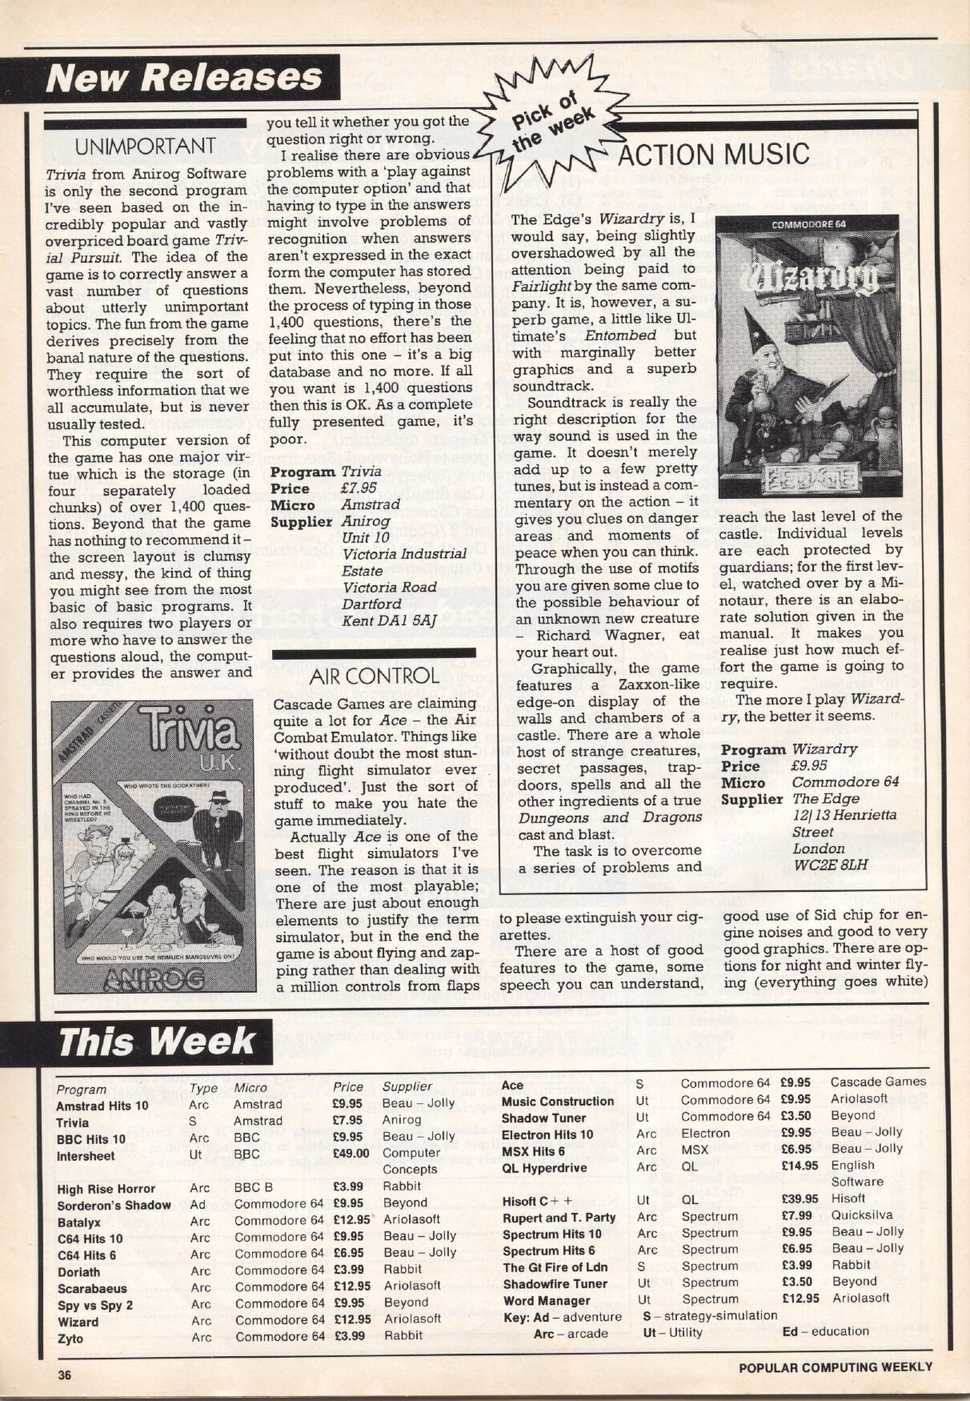 New Releases
UNIMPORTANT
Trivia from Anirog Software
is only the second program
I've seen based on the in-
credibly popular and vastly
overpriced board game Triv-
ial Pursuit. The idea of the
game is to correctly answer a
vast number of questions
about utterly unimportant
topics. The fun from the game
derives precisely from the
banal nature of the questions.
They require the sort of
worthless information that we
all accumulate, but is never
usually tested.
This computer version of
the game has one major vir-
tue which is the storage (in
four separately loaded
chunks) of over 1,400 ques-
tions. Beyond that the game
has nothing to recommend it –
the screen layout is clumsy
and messy, the kind of thing
you might see from the most
basic of basic programs. It
also requires two players or
more who have to answer the
questions aloud, the comput-
er provides the answer and
AMSTRAD CASSETTE
Trivia
U.K.
WHO HAD
CHANNEL No. 5
SPRAYED IN THE
RING BEFORE HE
WRESTLED?
WHO WROTE THE GODFATHER?
WHO WOULD YOU USE THE HEIMLICH MANOEUVRE ON?
ANIROG
you tell it whether you got the
question right or wrong.
I realise there are obvious
problems with a 'play against
the computer option' and that
having to type in the answers
might involve problems of
recognition when answers
aren't expressed in the exact
form the computer has stored
them. Nevertheless, beyond
the process of typing in those
1,400 questions, there's the
feeling that no effort has been
put into this one – it's a big
database and no more. If all
you want is 1,400 questions
then this is OK. As a complete
fully presented game, it's
poor.
Program Trivia
Price £7.95
Micro Amstrad
Supplier Anirog
Unit 10
Victoria Industrial
Estate
Victoria Road
Dartford
Kent DA1 5AJ
AIR CONTROL
Cascade Games are claiming
quite a lot for Ace – the Air
Combat Emulator. Things like
'without doubt the most stun-
ning flight simulator ever
produced'. Just the sort of
stuff to make you hate the
game immediately.
Actually Ace is one of the
best flight simulators I've
seen. The reason is that it is
one of the most playable;
There are just about enough
elements to justify the term
simulator, but in the end the
game is about flying and zap-
ping rather than dealing with
a million controls from flaps
to please extinguish your cig-
arettes.
There are a host of good
features to the game, some
speech you can understand,
good use of Sid chip for en-
gine noises and good to very
good graphics. There are op-
tions for night and winter fly-
ing (everything goes white)
Pick of
the week
ACTION MUSIC
The Edge's Wizardry is, I
would say, being slightly
overshadowed by all the
attention being paid to
Fairlight by the same com-
pany. It is, however, a su-
perb game, a little like Ul-
timate's Entombed but
with marginally better
graphics and a superb
soundtrack.
Soundtrack is really the
right description for the
way sound is used in the
game. It doesn't merely
add up to a few pretty
tunes, but is instead a com-
mentary on the action – it
gives you clues on danger
areas and moments of
peace when you can think.
Through the use of motifs
you are given some clue to
the possible behaviour of
an unknown new creature
– Richard Wagner, eat
your heart out.
Graphically, the game
features a Zaxxon-like
edge-on display of the
walls and chambers of a
castle. There are a whole
host of strange creatures,
secret passages, trap-
doors, spells and all the
other ingredients of a true
Dungeons and Dragons
cast and blast.
The task is to overcome
a series of problems and
COMMODORE 64
Wizardry
THE EDGE
reach the last level of the
castle. Individual levels
are each protected by
guardians; for the first lev-
el, watched over by a Mi-
notaur, there is an elabo-
rate solution given in the
manual. It makes you
realise just how much ef-
fort the game is going to
require.
The more I play Wizard-
ry, the better it seems.
Program Wizardry
Price £9.95
Micro Commodore 64
Supplier The Edge
12|13 Henrietta
Street
London
WC2E 8LH
This Week
Program Type Micro Price Supplier
Amstrad Hits 10 Arc Amstrad £9.95 Beau – Jolly
Trivia S Amstrad £7.95 Anirog
BBC Hits 10 Arc BBC £9.95 Beau – Jolly
Intersheet Ut BBC £49.00 Computer
Concepts
High Rise Horror Arc BBC B £3.99 Rabbit
Sorderon's Shadow Ad Commodore 64 £9.95 Beyond
Batalyx Arc Commodore 64 £12.95 Ariolasoft
C64 Hits 10 Arc Commodore 64 £9.95 Beau – Jolly
C64 Hits 6 Arc Commodore 64 £6.95 Beau – Jolly
Doriath Arc Commodore 64 £3.99 Rabbit
Scarabaeus Arc Commodore 64 £12.95 Ariolasoft
Spy vs Spy 2 Arc Commodore 64 £9.95 Beyond
Wizard Arc Commodore 64 £12.95 Ariolasoft
Zyto Arc Commodore 64 £3.99 Rabbit
Ace S Commodore 64 £9.95 Cascade Games
Music Construction Ut Commodore 64 £9.95 Ariolasoft
Shadow Tuner Ut Commodore 64 £3.50 Beyond
Electron Hits 10 Arc Electron £9.95 Beau – Jolly
MSX Hits 6 Arc MSX £6.95 Beau – Jolly
QL Hyperdrive Arc QL £14.95 English
Software
Hisoft C + + Ut QL £39.95 Hisoft
Rupert and T. Party Arc Spectrum £7.99 Quicksilva
Spectrum Hits 10 Arc Spectrum £9.95 Beau – Jolly
Spectrum Hits 6 Arc Spectrum £6.95 Beau – Jolly
The Gt Fire of Ldn S Spectrum £3.99 Rabbit
Shadowfire Tuner Ut Spectrum £3.50 Beyond
Word Manager Ut Spectrum £12.95 Ariolasoft
Key: Ad – adventure S – strategy-simulation
Arc – arcade Ut – Utility Ed – education
36
POPULAR COMPUTING WEEKLY